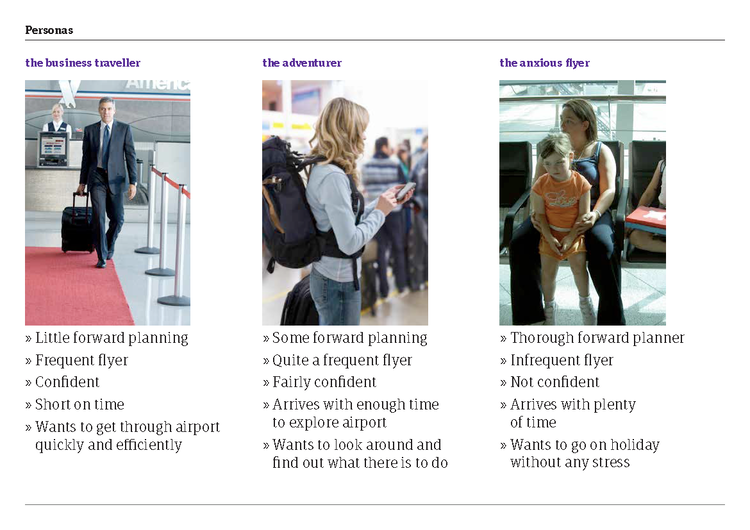 Personas
the business traveller
the adventurer
the anxious flyer
America
» Little forward planning
» Frequent flyer
» Confident
» Short on time
» Wants to get through airport
quickly and efficiently
» Some forward planning
» Quite a frequent flyer
» Fairly confident
» Arrives with enough time
to explore airport
» Wants to look around and
find out what there is to do
» Thorough forward planner
» Infrequent flyer
» Not confident
» Arrives with plenty
of time
» Wants to go on holiday
without any stress